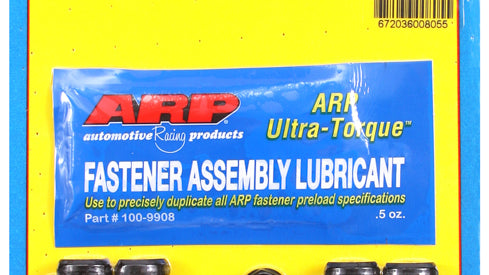 672036008055
ARP
automotive Racing products
ARP
Ultra-Torque™
FASTENER ASSEMBLY LUBRICANT
Use to precisely duplicate all ARP fastener preload specifications
Part # 100-9908 .5 oz.